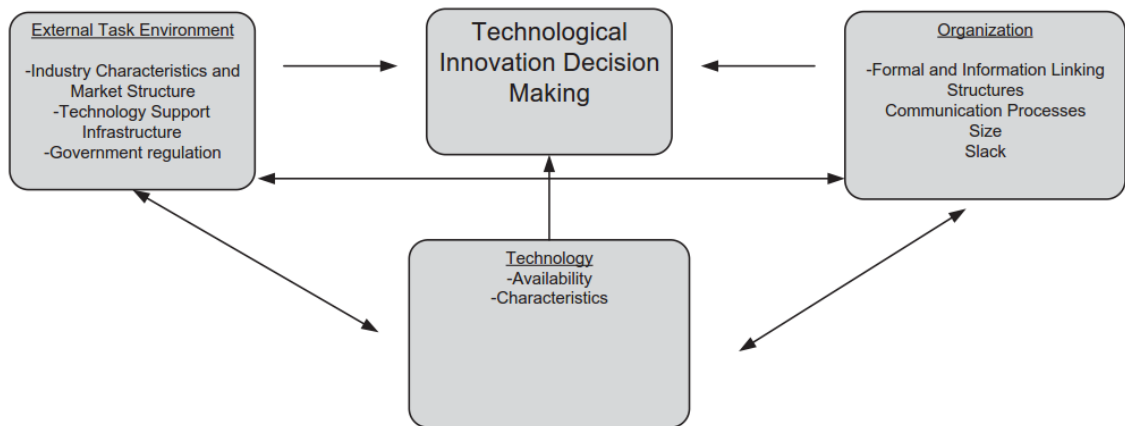 External Task Environment
-Industry Characteristics and
Market Structure
-Technology Support
Infrastructure
-Government regulation
Technological
Innovation Decision
Making
Organization
-Formal and Information Linking
Structures
Communication Processes
Size
Slack
Technology
-Availability
-Characteristics